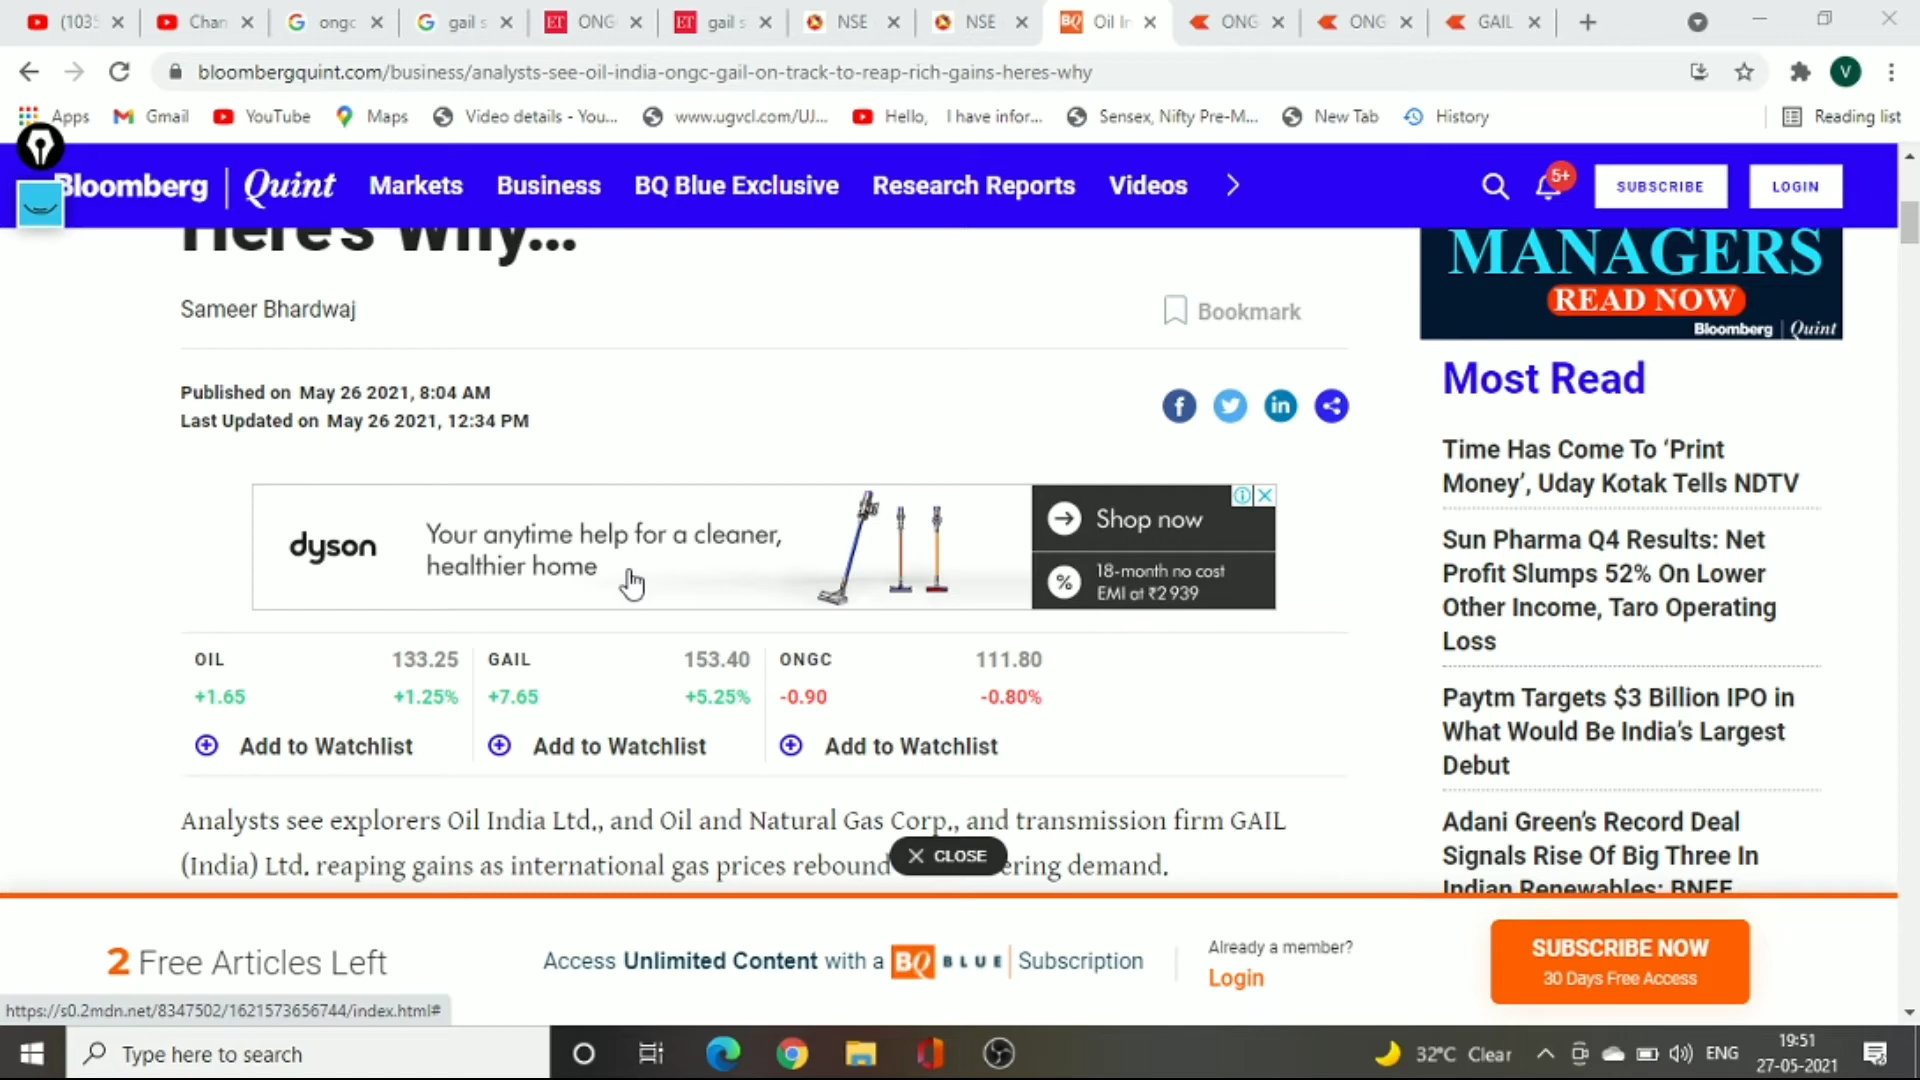 (103
Chan
ongc
gail s
ET
ONG
ET
gail s
NSE
NSE
BQ
Oil In
ONG
ONG
GAIL
bloombergquint.com/business/analysts-see-oil-india-ongc-gail-on-track-to-reap-rich-gains-heres-why
V
Apps
Gmail
YouTube
Maps
Video details - You...
www.ugvcl.com/UJ...
Hello, I have infor...
Sensex, Nifty Pre-M...
New Tab
History
Reading list
Bloomberg | Quint
Markets
Business
BQ Blue Exclusive
Research Reports
Videos
5+
SUBSCRIBE
LOGIN
Here's Why...
MANAGERS
READ NOW
Bloomberg | Quint
Sameer Bhardwaj
Bookmark
Published on May 26 2021, 8:04 AM
Last Updated on May 26 2021, 12:34 PM
Most Read
Time Has Come To ‘Print
Money’, Uday Kotak Tells NDTV
Sun Pharma Q4 Results: Net
Profit Slumps 52% On Lower
Other Income, Taro Operating
Loss
Paytm Targets $3 Billion IPO in
What Would Be India's Largest
Debut
Adani Green's Record Deal
Signals Rise Of Big Three In
Indian Renewables: BNEF
dyson
Your anytime help for a cleaner,
healthier home
Shop now
18-month no cost
EMI at ₹2 939
OIL 133.25
+1.65 +1.25%
Add to Watchlist
GAIL 153.40
+7.65 +5.25%
Add to Watchlist
ONGC 111.80
-0.90 -0.80%
Add to Watchlist
Analysts see explorers Oil India Ltd., and Oil and Natural Gas Corp., and transmission firm GAIL
(India) Ltd. reaping gains as international gas prices rebound ering demand.
CLOSE
2 Free Articles Left
Access Unlimited Content with a BQ BLUE | Subscription
Already a member?
Login
SUBSCRIBE NOW
30 Days Free Access
https://s0.2mdn.net/8347502/1621573656744/index.html#
Type here to search
32°C Clear
ENG
19:51
27-05-2021